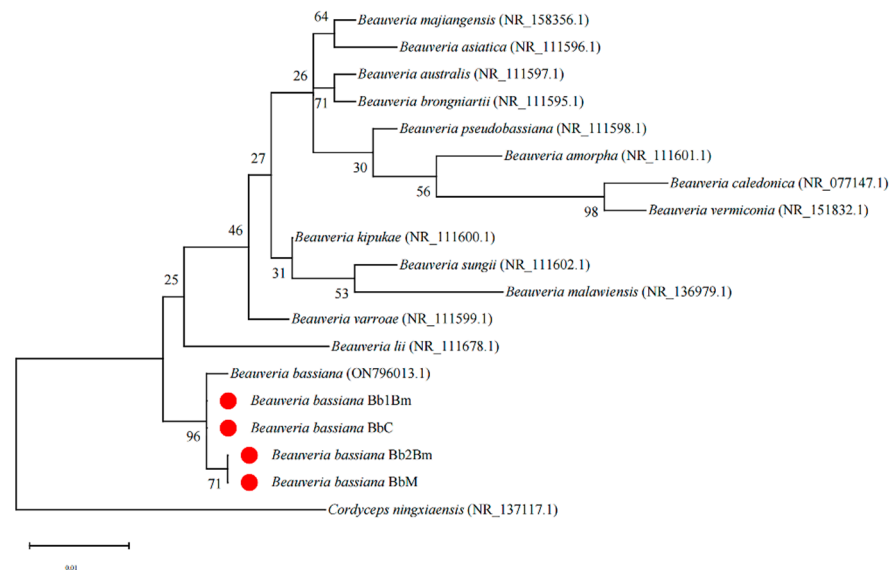 64
Beauveria majiangensis (NR_158356.1)
Beauveria asiatica (NR_111596.1)
26
Beauveria australis (NR_111597.1)
71
Beauveria brongniartii (NR_111595.1)
Beauveria pseudobassiana (NR_111598.1)
30
Beauveria amorpha (NR_111601.1)
27
56
Beauveria caledonica (NR_077147.1)
98
Beauveria vermiconia (NR_151832.1)
46
Beauveria kipukae (NR_111600.1)
31
Beauveria sungii (NR_111602.1)
53
Beauveria malawiensis (NR_136979.1)
25
Beauveria varroae (NR_111599.1)
Beauveria lii (NR_111678.1)
Beauveria bassiana (ON796013.1)
Beauveria bassiana Bb1Bm
Beauveria bassiana BbC
96
Beauveria bassiana Bb2Bm
71
Beauveria bassiana BbM
Cordyceps ningxiaensis (NR_137117.1)
0.01